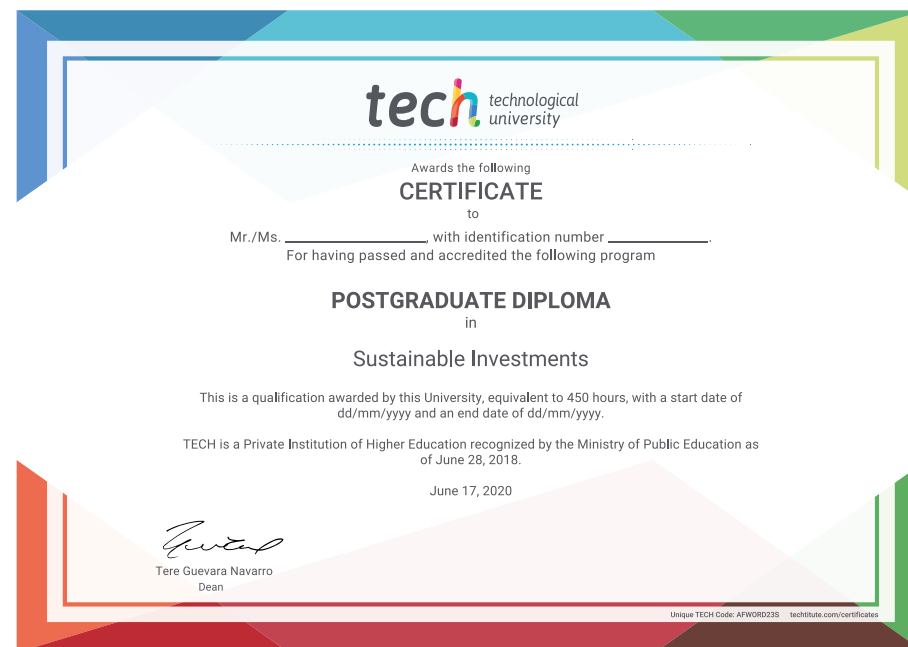 tech technological
university
Awards the following
CERTIFICATE
to
Mr./Ms. ____________________, with identification number ______________.
For having passed and accredited the following program
POSTGRADUATE DIPLOMA
in
Sustainable Investments
This is a qualification awarded by this University, equivalent to 450 hours, with a start date of
dd/mm/yyyy and an end date of dd/mm/yyyy.
TECH is a Private Institution of Higher Education recognized by the Ministry of Public Education as
of June 28, 2018.
June 17, 2020
Tere Guevara Navarro
Dean
Unique TECH Code: AFWORD23S techtitute.com/certificates